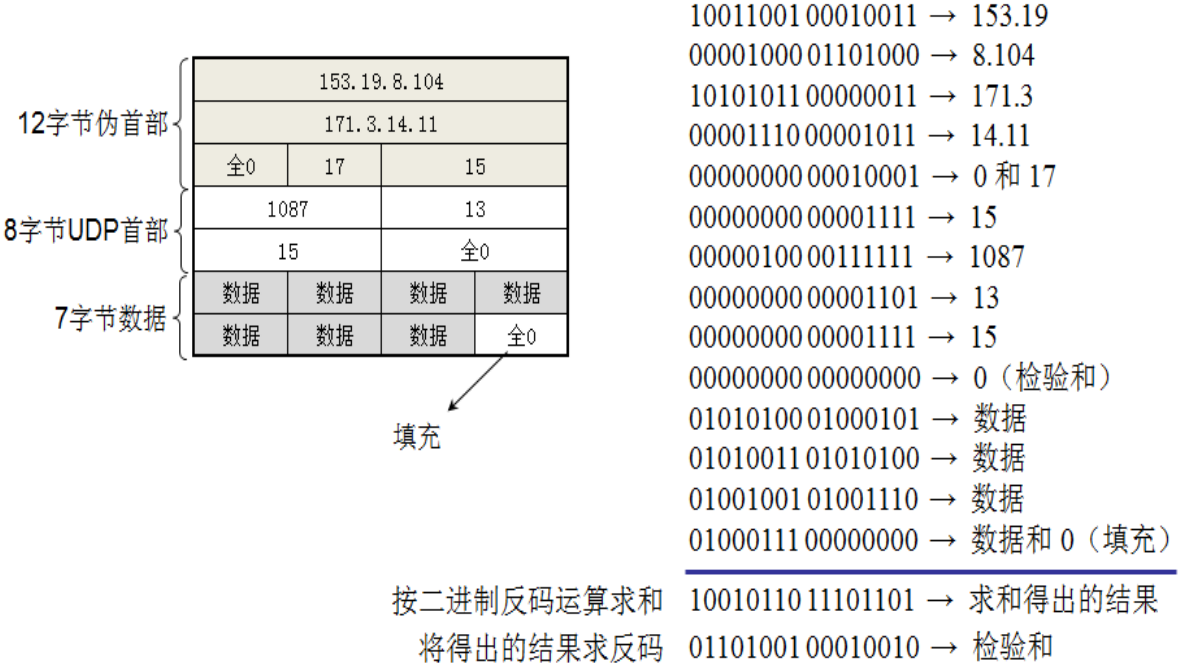 12字节伪首部
153.19.8.104
171.3.14.11
全0 17 15
8字节UDP首部
1087 13
15 全0
7字节数据
数据 数据 数据 数据
数据 数据 数据 全0
填充
10011001 00010011 → 153.19
00001000 01101000 → 8.104
10101011 00000011 → 171.3
00001110 00001011 → 14.11
00000000 00010001 → 0 和 17
00000000 00001111 → 15
00000100 00111111 → 1087
00000000 00001101 → 13
00000000 00001111 → 15
00000000 00000000 → 0（检验和）
01010100 01000101 → 数据
01010011 01010100 → 数据
01001001 01001110 → 数据
01000111 00000000 → 数据和 0（填充）
按二进制反码运算求和 10010110 11101101 → 求和得出的结果
将得出的结果求反码 01101001 00010010 → 检验和